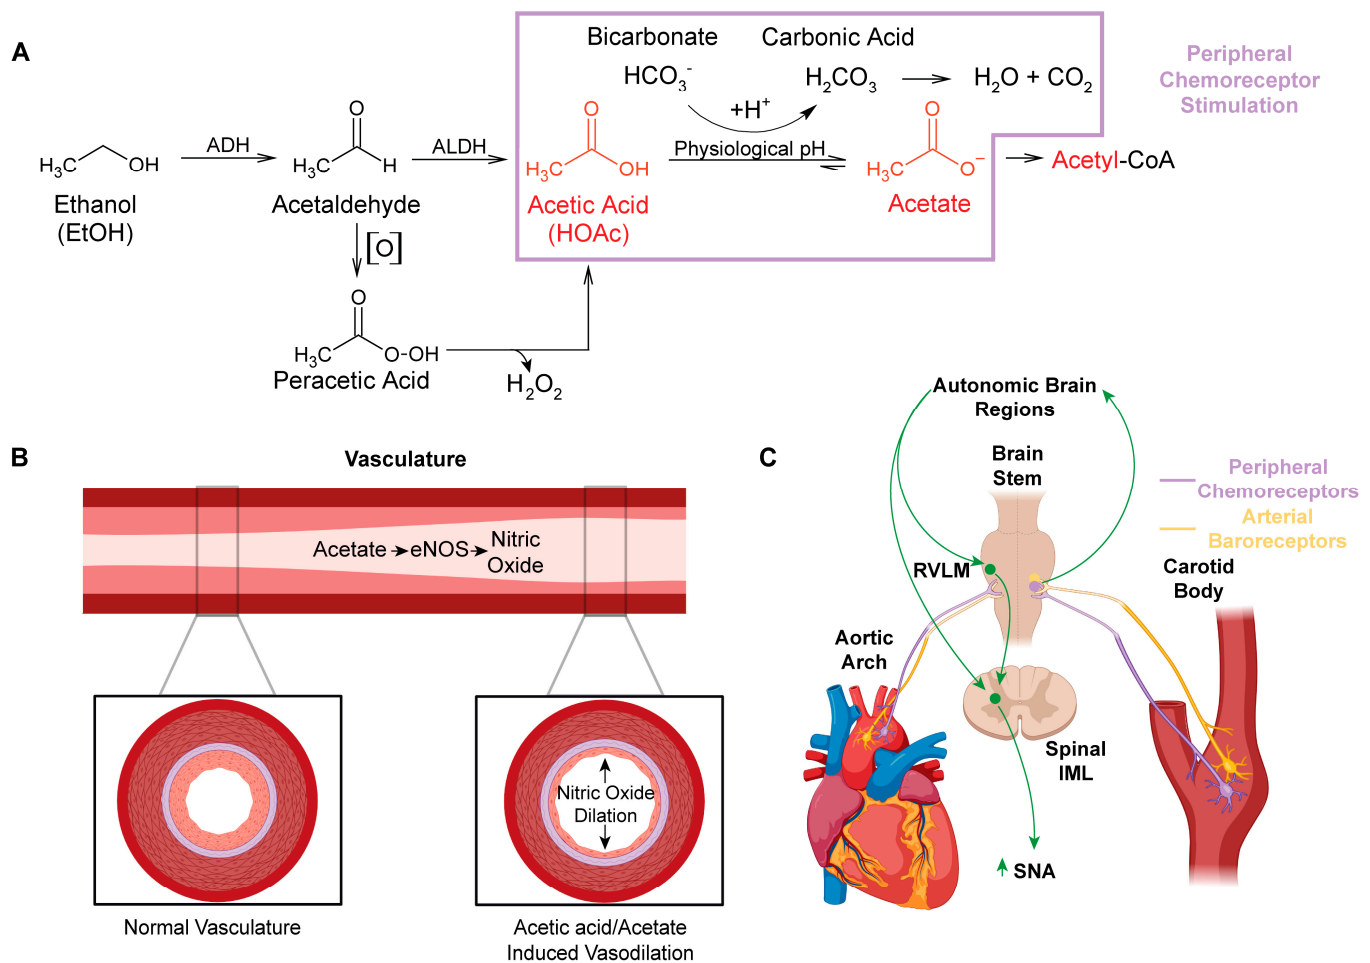 A
Bicarbonate
Carbonic Acid
HCO₃⁻
H₂CO₃
H₂O + CO₂
Peripheral
Chemoreceptor
Stimulation
+H⁺
ADH
ALDH
Physiological pH
H₃C
OH
O
H₃C
H
O
H₃C
OH
O
H₃C
O⁻
Acetyl-CoA
Ethanol
(EtOH)
Acetaldehyde
Acetic Acid
(HOAc)
Acetate
[O]
O
H₃C
O-OH
Peracetic Acid
H₂O₂
B
Vasculature
Acetate
eNOS
Nitric
Oxide
Nitric Oxide
Dilation
Normal Vasculature
Acetic acid/Acetate
Induced Vasodilation
C
Autonomic Brain
Regions
Brain
Stem
Peripheral
Chemoreceptors
Arterial
Baroreceptors
RVLM
Carotid
Body
Aortic
Arch
Spinal
IML
SNA